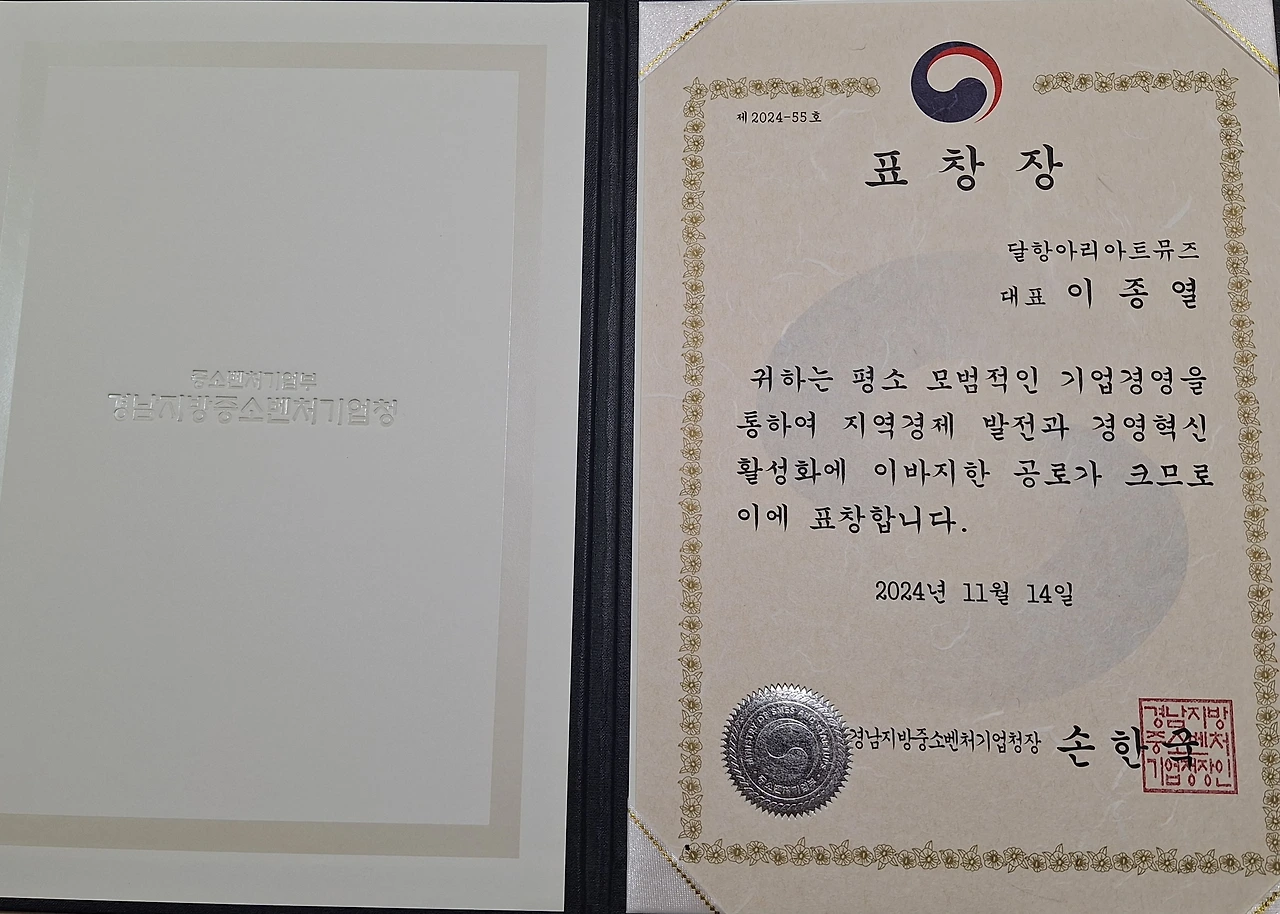 중소벤처기업부
경남지방중소벤처기업청
제2024-55호
표 창 장
달항아리아트뮤즈
대표 이 종 열
귀하는 평소 모범적인 기업경영을
통하여 지역경제 발전과 경영혁신
활성화에 이바지한 공로가 크므로
이에 표창합니다.
2024년 11월 14일
경남지방중소벤처기업청장 손 한
경남지방
중소벤처
기업청장인